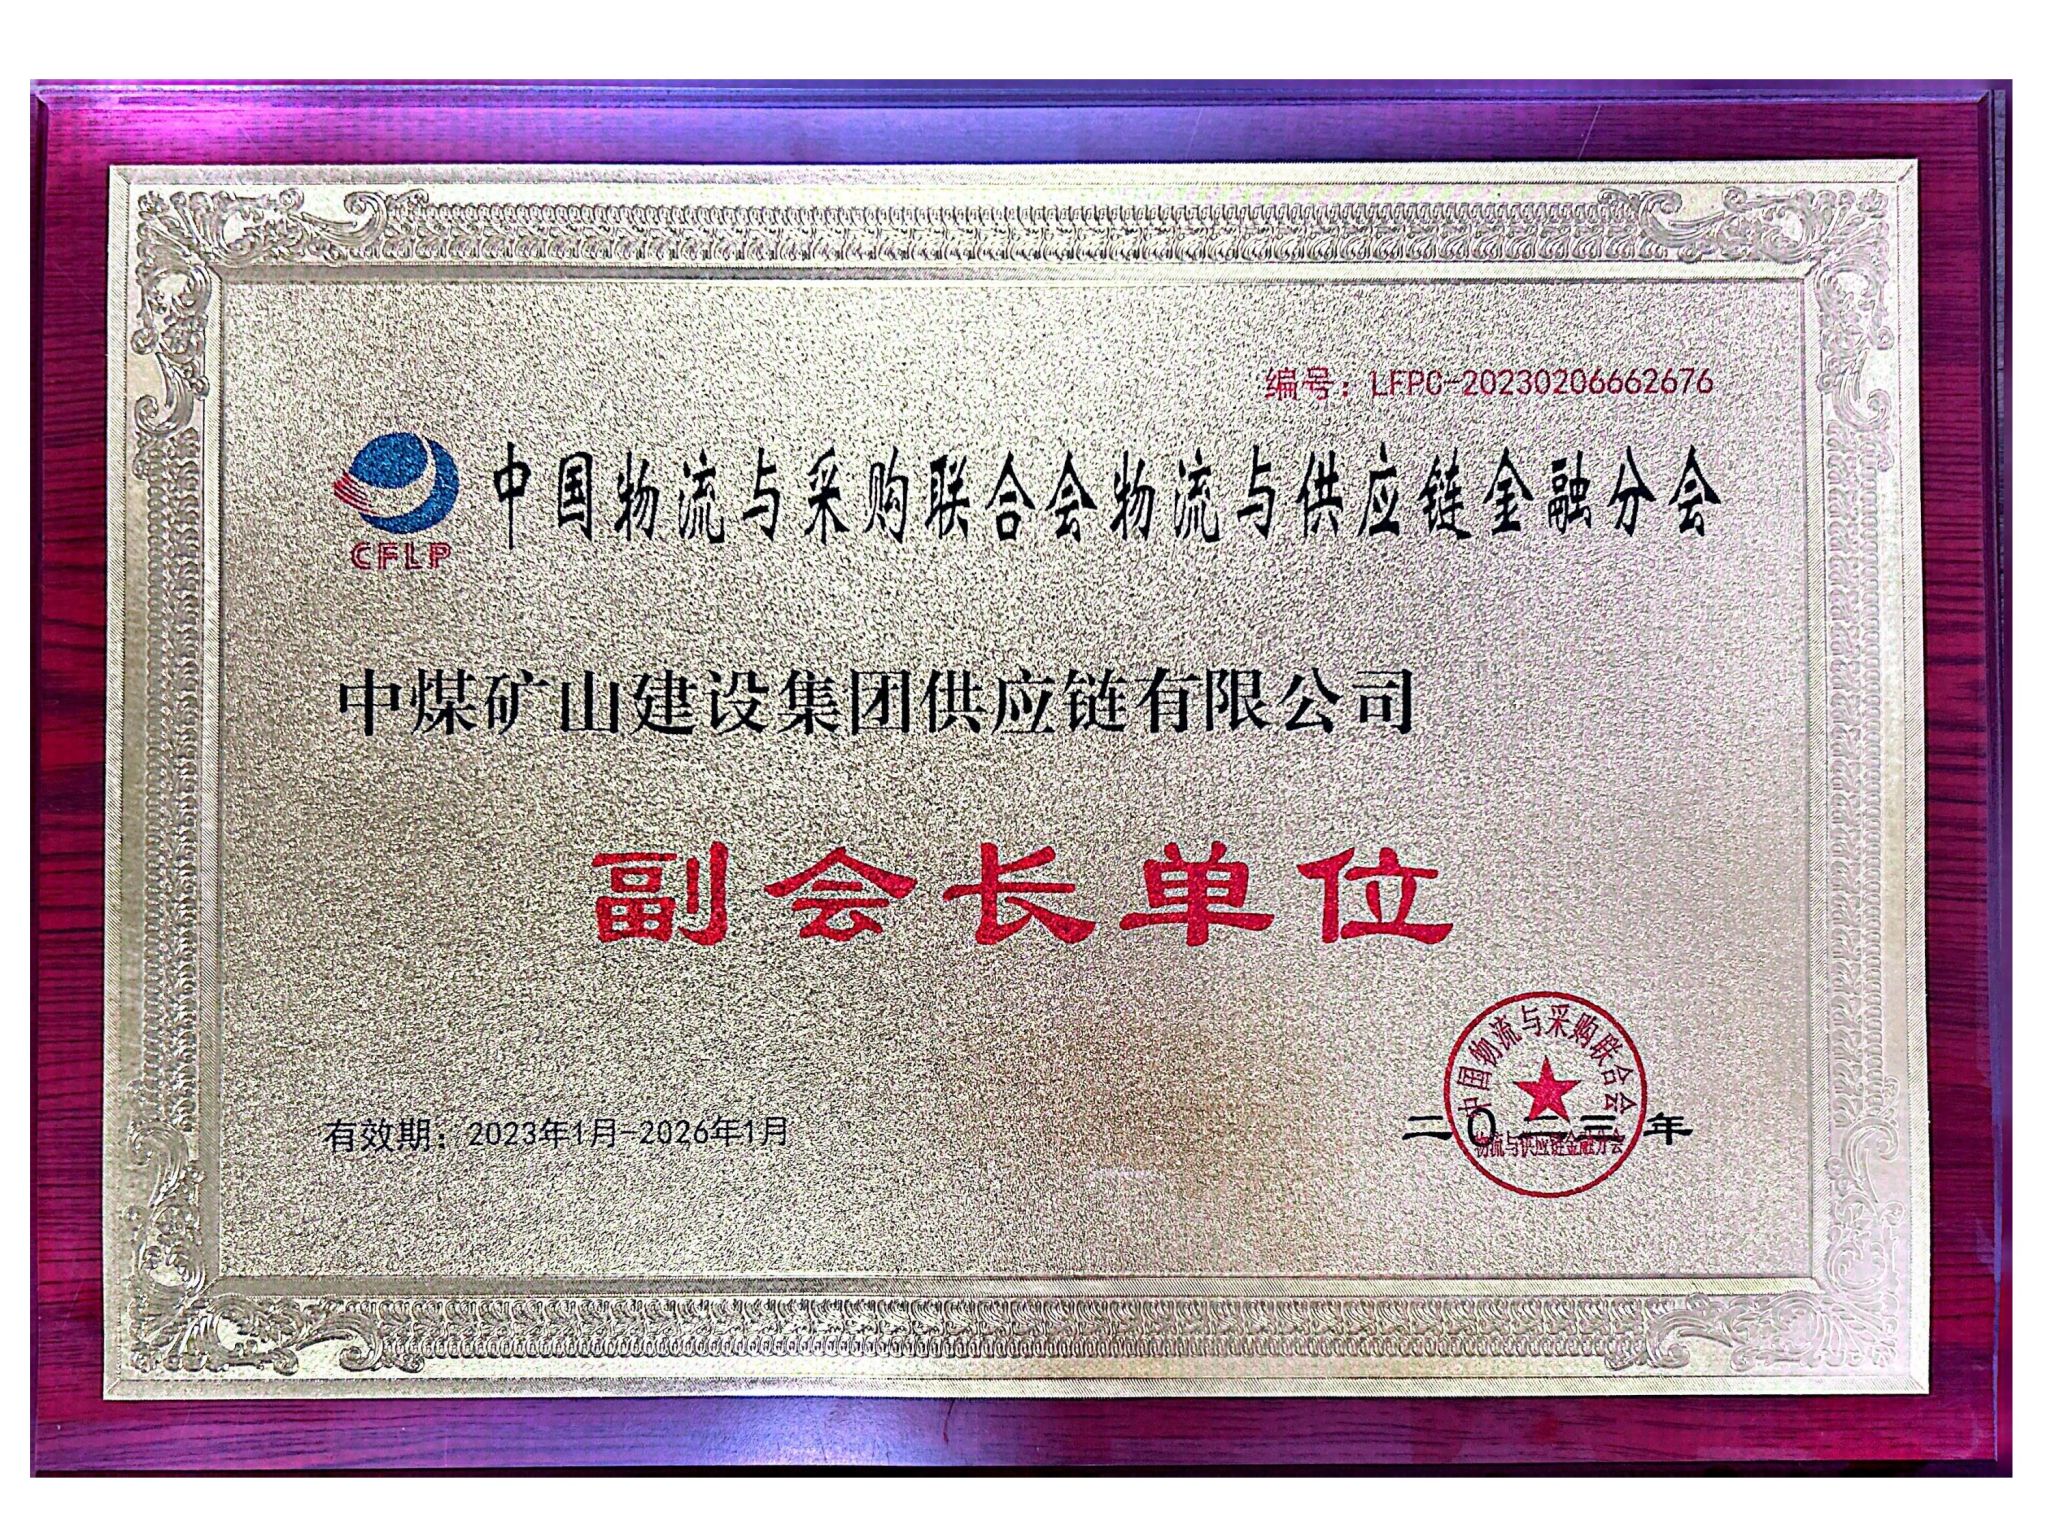 编号：LFPC-20230206662676
中国物流与采购联合会物流与供应链金融分会
CFLP
中煤矿山建设集团供应链有限公司
副会长单位
中国物流与采购联合会
有效期：2023年1月-2026年1月
二〇二三年
物流与供应链金融分会